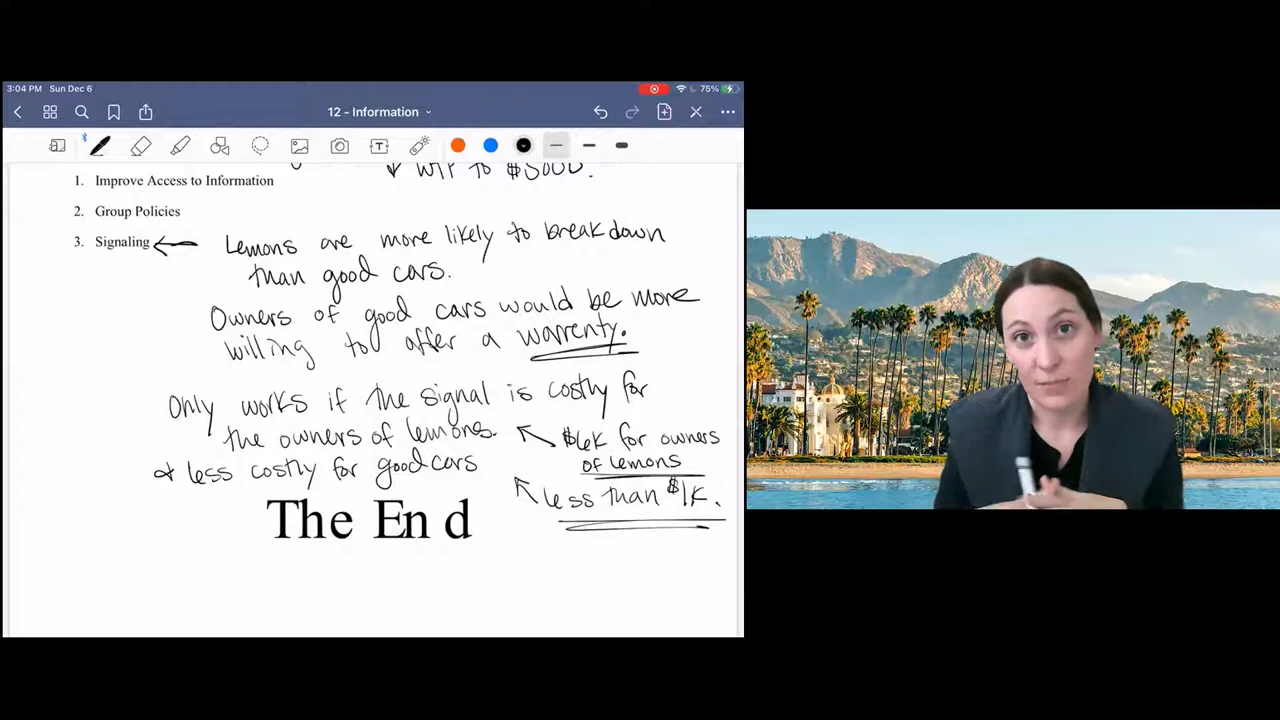 3:04 PM Sun Dec 6
75%
12 - Information
T
↓ WTP to $5000.
1. Improve Access to Information
2. Group Policies
3. Signaling ← Lemons are more likely to breakdown
than good cars.
Owners of good cars would be more
willing to offer a warrenty.
Only works if the signal is costly for
the owners of lemons.
$6k for owners
of lemons
& less costly for good cars
less than $1k.
The En d